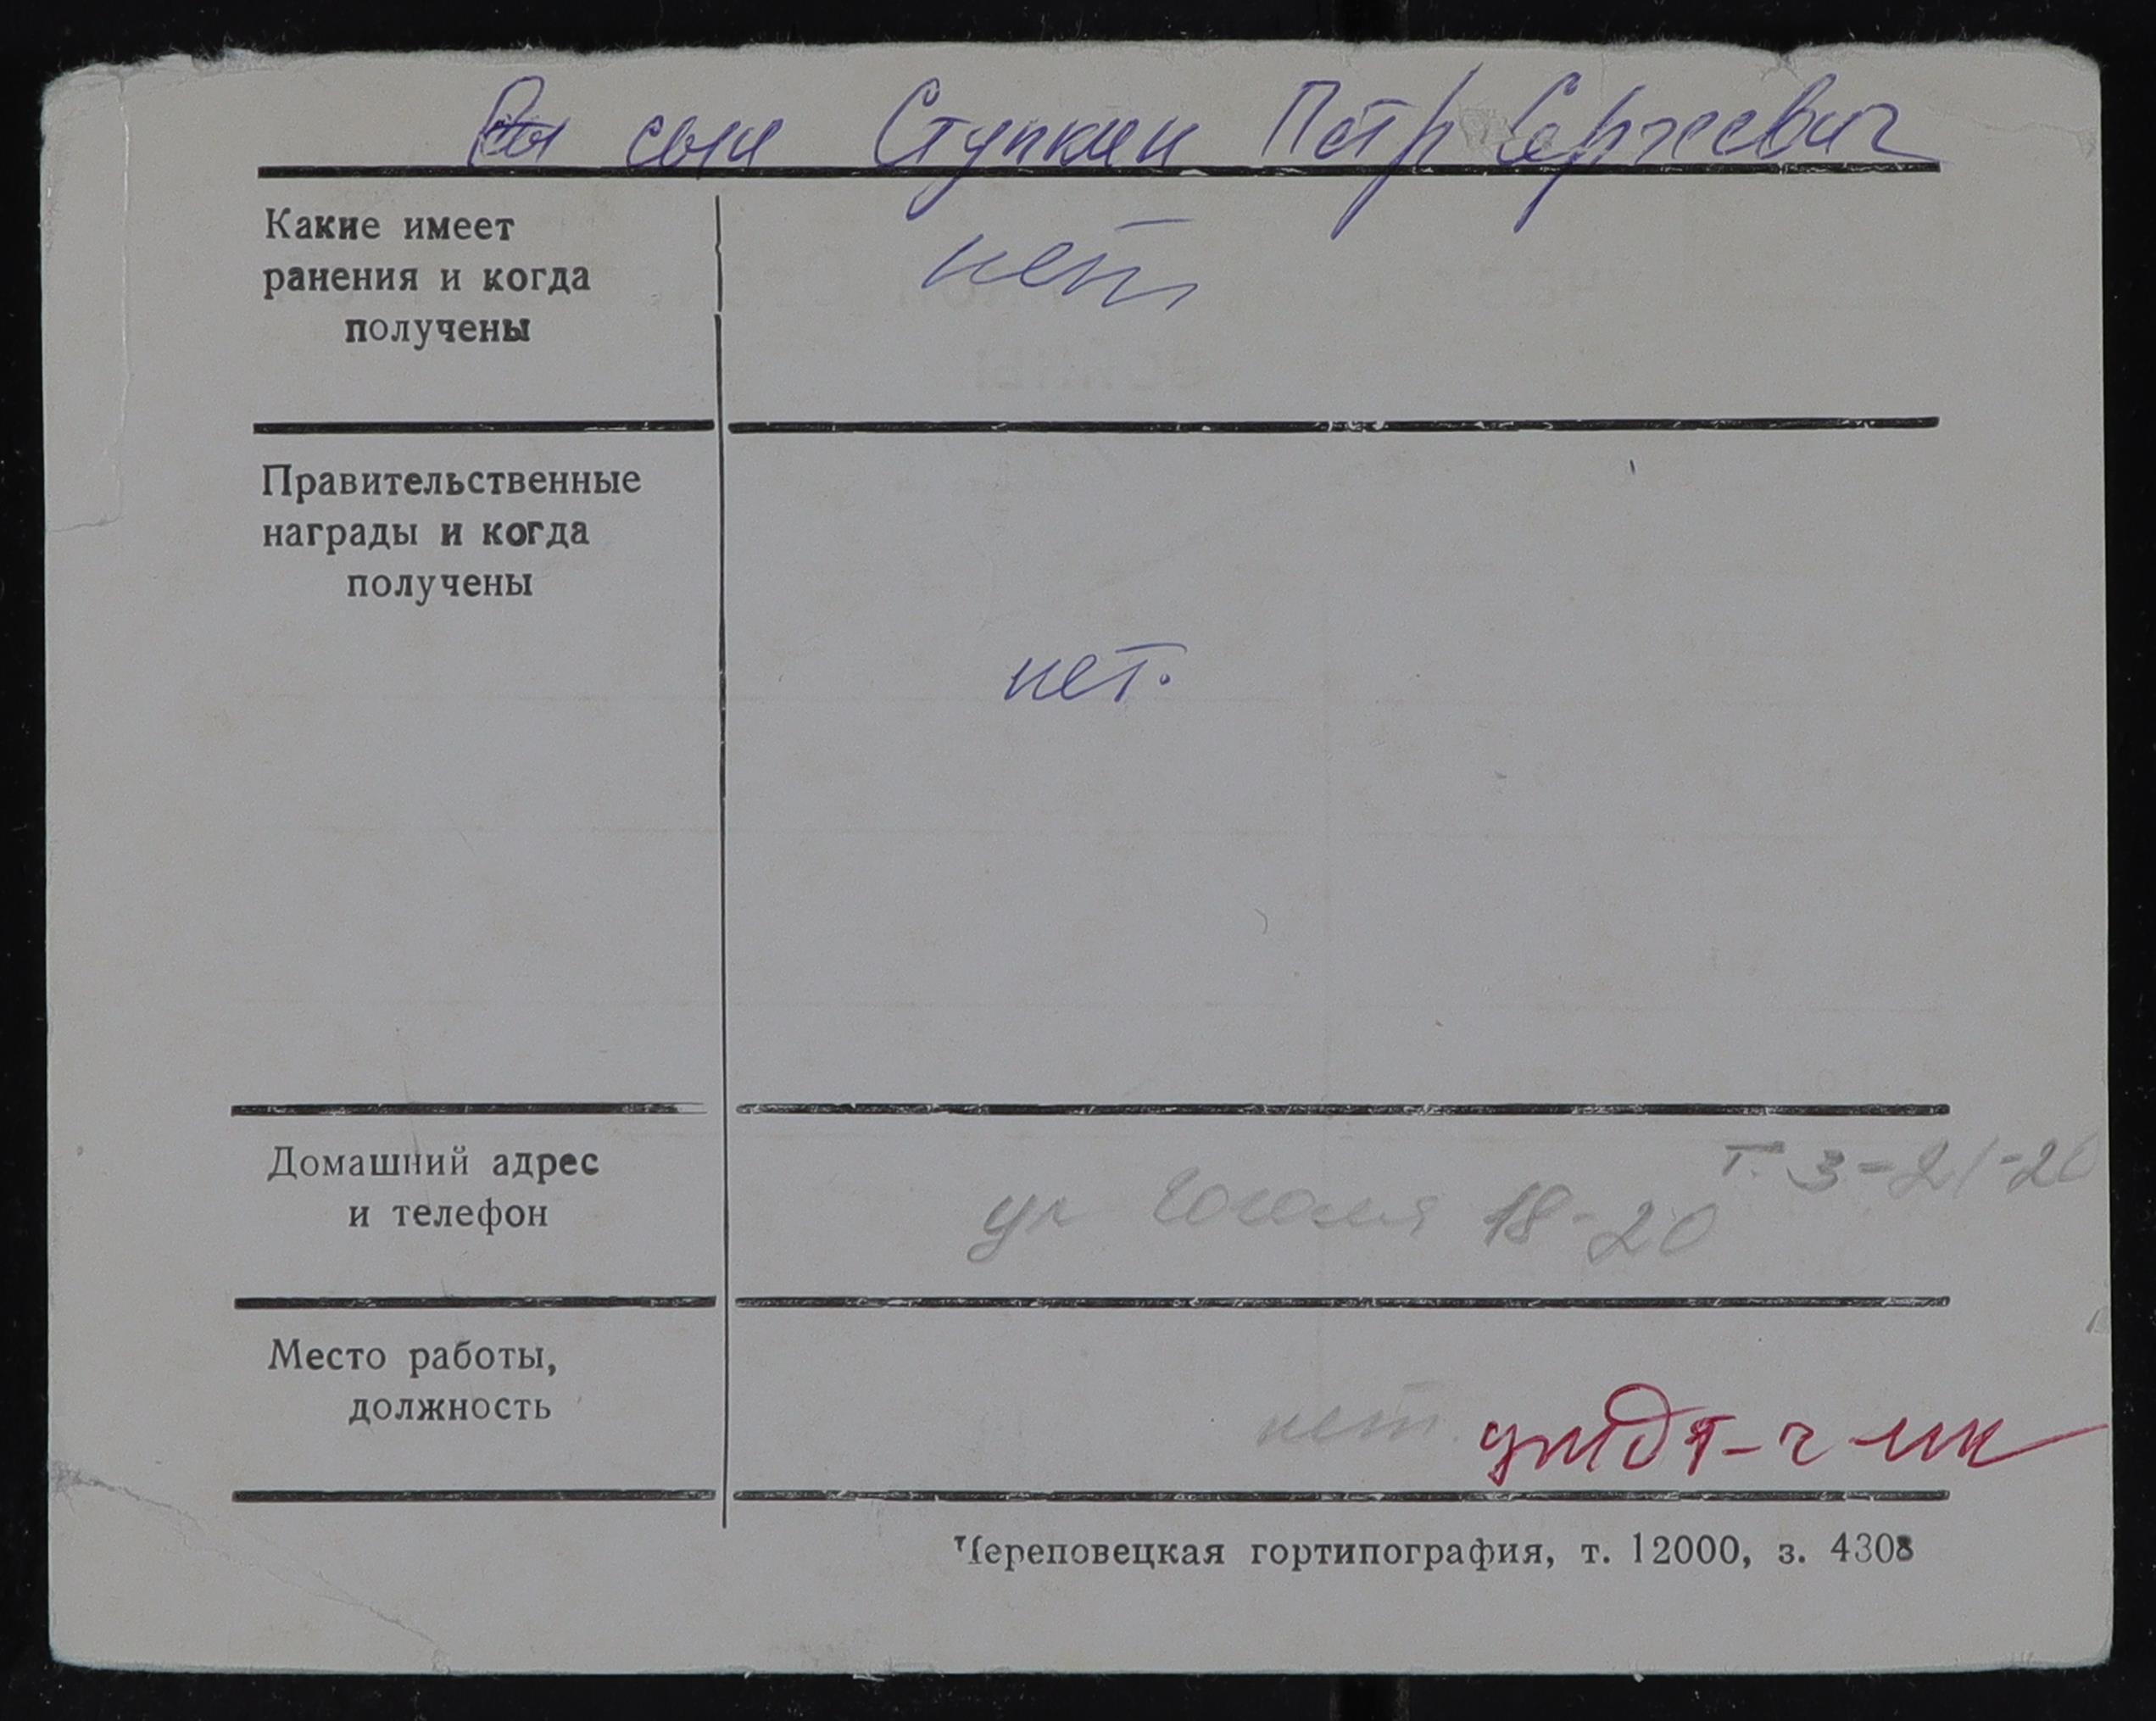 сын Ступкин Пётр Сергеевич
Какие имеет
ранения и когда
получены
нет
Правительственные
награды и когда
получены
нет.
Домашний адрес
и телефон
т. 3-21-20
ул Гоголя 18-20
Место работы,
должность
нет.
Череповецкая гортипография, т. 12000, з. 4308